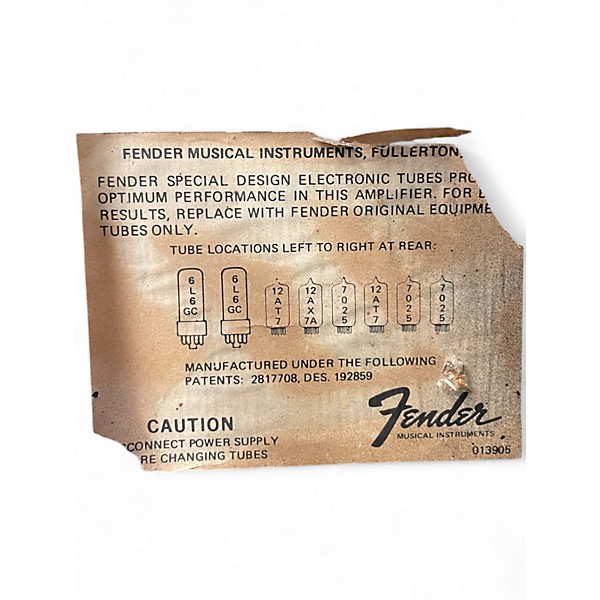 FENDER MUSICAL INSTRUMENTS, FULLERTON,
FENDER SPECIAL DESIGN ELECTRONIC TUBES PRO
OPTIMUM PERFORMANCE IN THIS AMPLIFIER. FOR
RESULTS, REPLACE WITH FENDER ORIGINAL EQUIPME
TUBES ONLY.
TUBE LOCATIONS LEFT TO RIGHT AT REAR:
6L6GC 6L6GC 12AT7 12AX7A 7025 12AT7 7025 7025
MANUFACTURED UNDER THE FOLLOWING
PATENTS: 2817708, DES. 192859
CAUTION
CONNECT POWER SUPPLY
RE CHANGING TUBES
Fender
MUSICAL INSTRUMENTS
013905